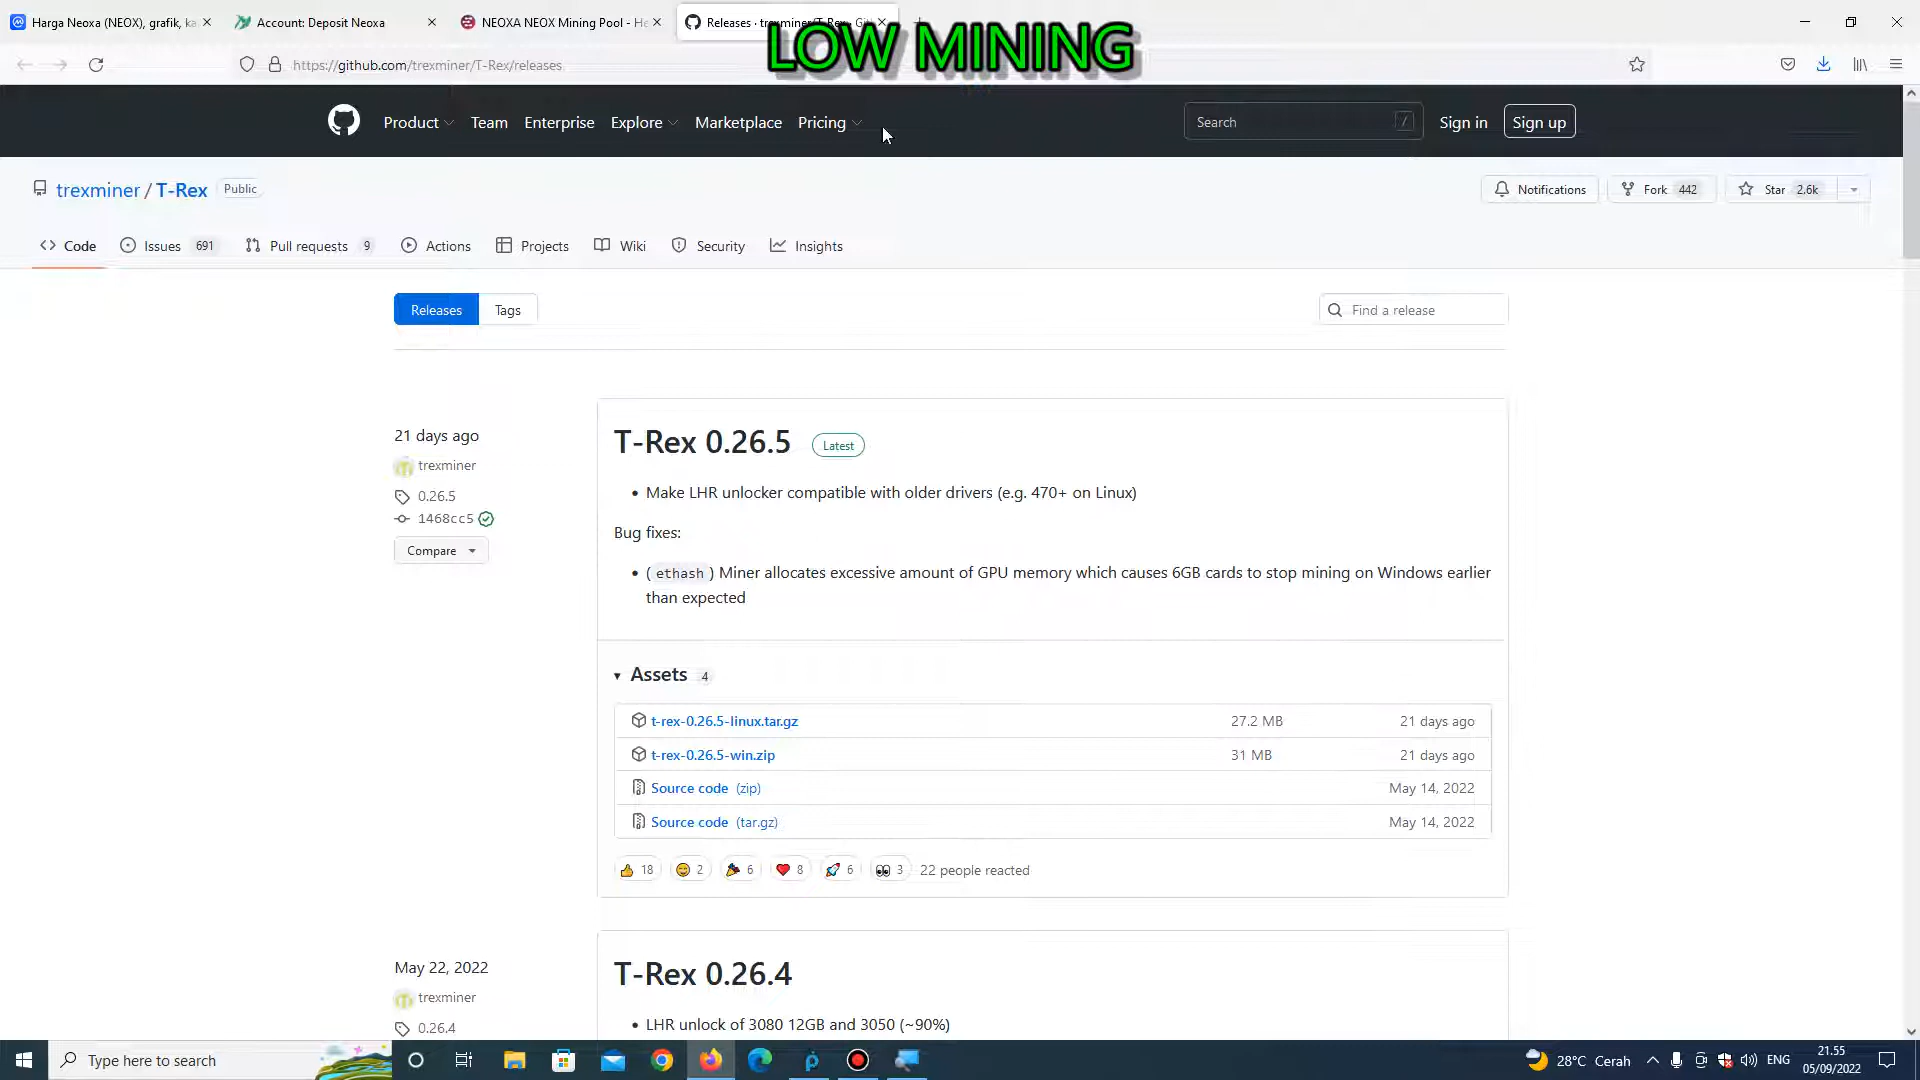 Harga Neoxa (NEOX), grafik, ka
Account: Deposit Neoxa
NEOXA NEOX Mining Pool - He
Releases · trexminer/T-Rex · Gi
LOW MINING
https://github.com/trexminer/T-Rex/releases
Product
Team
Enterprise
Explore
Marketplace
Pricing
Search
/
Sign in
Sign up
trexminer / T-Rex
Public
Notifications
Fork 442
Star 2.6k
Code
Issues 691
Pull requests 9
Actions
Projects
Wiki
Security
Insights
Releases
Tags
Find a release
21 days ago
trexminer
0.26.5
1468cc5
Compare
T-Rex 0.26.5
Latest
• Make LHR unlocker compatible with older drivers (e.g. 470+ on Linux)
Bug fixes:
• ( ethash ) Miner allocates excessive amount of GPU memory which causes 6GB cards to stop mining on Windows earlier
than expected
Assets 4
t-rex-0.26.5-linux.tar.gz 27.2 MB 21 days ago
t-rex-0.26.5-win.zip 31 MB 21 days ago
Source code (zip) May 14, 2022
Source code (tar.gz) May 14, 2022
18 2 6 8 6 3 22 people reacted
May 22, 2022
trexminer
0.26.4
T-Rex 0.26.4
• LHR unlock of 3080 12GB and 3050 (~90%)
Type here to search
28°C Cerah
ENG
21.55
05/09/2022